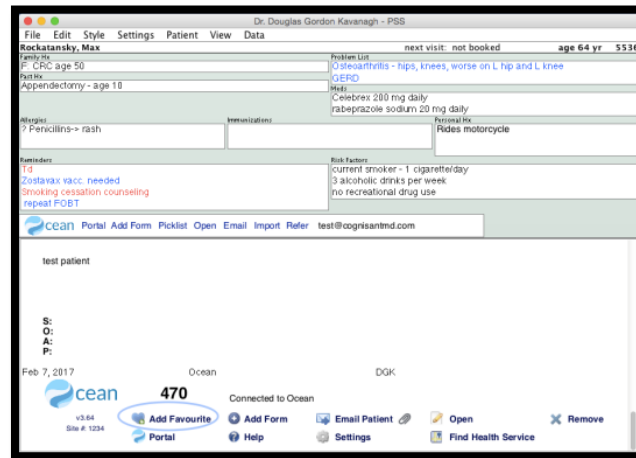 Dr. Douglas Gordon Kavanagh - PSS
File Edit Style Settings Patient View Data
Rockatansky, Max next visit: not booked age 64 yr 5536
Family Hx Problem List
F: CRC age 50 Osteoarthritis - hips, knees, worse on L hip and L knee
GERD
Past Hx Meds
Appendectomy - age 10 Celebrex 200 mg daily
rabeprazole sodium 20 mg daily
Allergies Immunizations Personal Hx
? Penicillins-> rash Rides motorcycle
Reminders Risk Factors
Td current smoker - 1 cigarette/day
Zostavax vacc. needed 3 alcoholic drinks per week
Smoking cessation counseling no recreational drug use
repeat FOBT
Ocean Portal Add Form Picklist Open Email Import Refer test@cognisantmd.com
test patient
S:
O:
A:
P:
Feb 7, 2017 Ocean DGK
Ocean 470 Connected to Ocean
v3.64 Add Favourite Add Form Email Patient Open Remove
Site #: 1234 Portal Help Settings Find Health Service